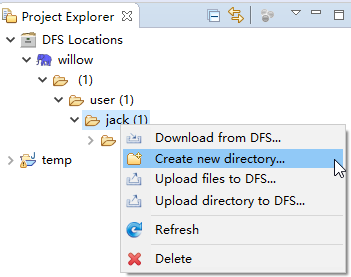 Project Explorer
DFS Locations
willow
(1)
user (1)
jack (1)
Download from DFS...
Create new directory...
Upload files to DFS...
temp
Upload directory to DFS...
Refresh
Delete